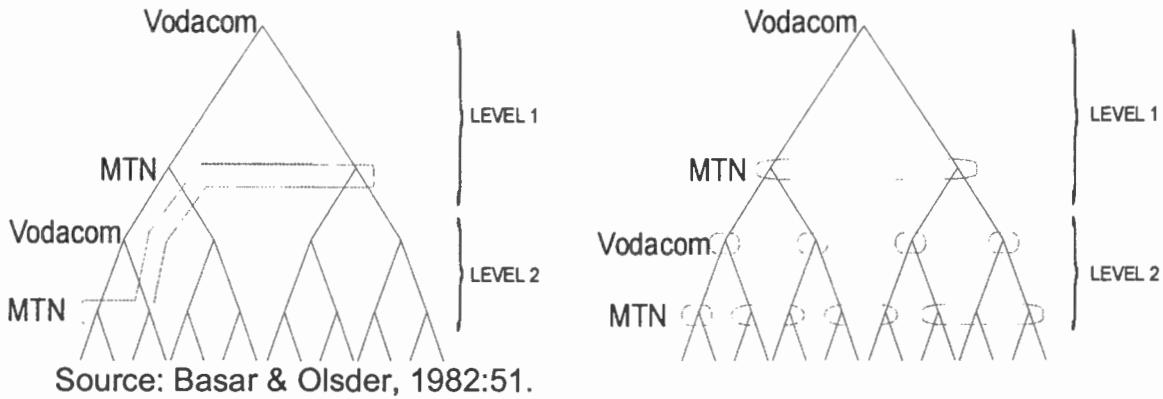 Vodacom Vodacom
LEVEL 1 LEVEL 1
MTN MTN
Vodacom Vodacom
LEVEL 2 LEVEL 2
MTN MTN
Source: Basar & Olsder, 1982:51.